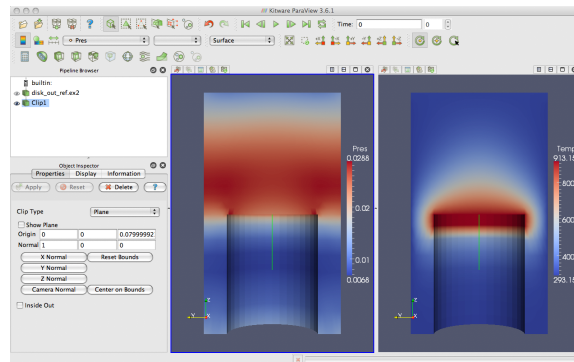 Kitware ParaView 3.6.1
Time: 0 0
Pres Surface
Pipeline Browser
builtin:
disk_out_ref.ex2
Clip1
Object Inspector
Properties Display Information
Apply Reset Delete ?
Clip Type Plane
Show Plane
Origin 0 0 0.07999992
Normal 1 0 0
X Normal Reset Bounds
Y Normal
Z Normal
Camera Normal Center on Bounds
Inside Out
Pres
0.0288
0.02
0.01
0.0068
Z
Y X
Temp
913.15
800
600
400
293.15
Z
Y X